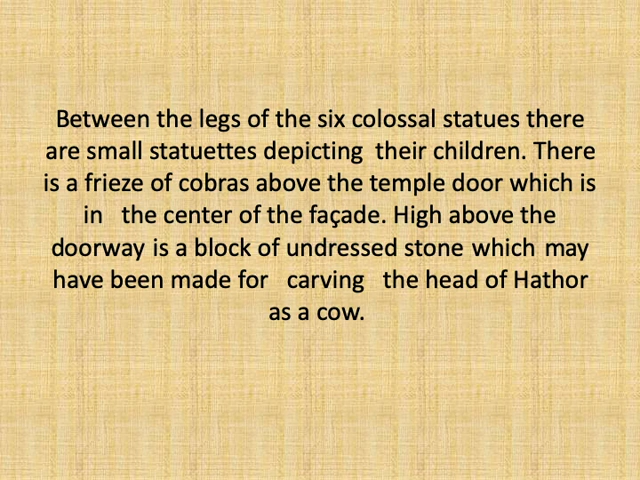 Between the legs of the six colossal statues there
are small statuettes depicting  their children. There
is a frieze of cobras above the temple door which is
in   the center of the façade. High above the
doorway is a block of undressed stone which may
have been made for   carving   the head of Hathor
as a cow.